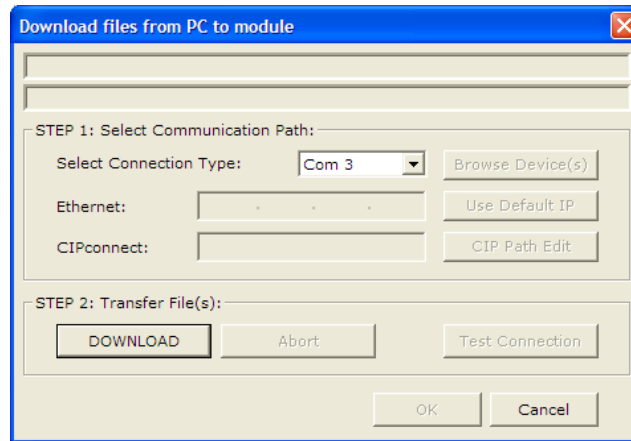 Download files from PC to module
STEP 1: Select Communication Path:
Select Connection Type: Com 3 Browse Device(s)
Ethernet: . . . Use Default IP
CIPconnect: CIP Path Edit
STEP 2: Transfer File(s):
DOWNLOAD Abort Test Connection
OK Cancel